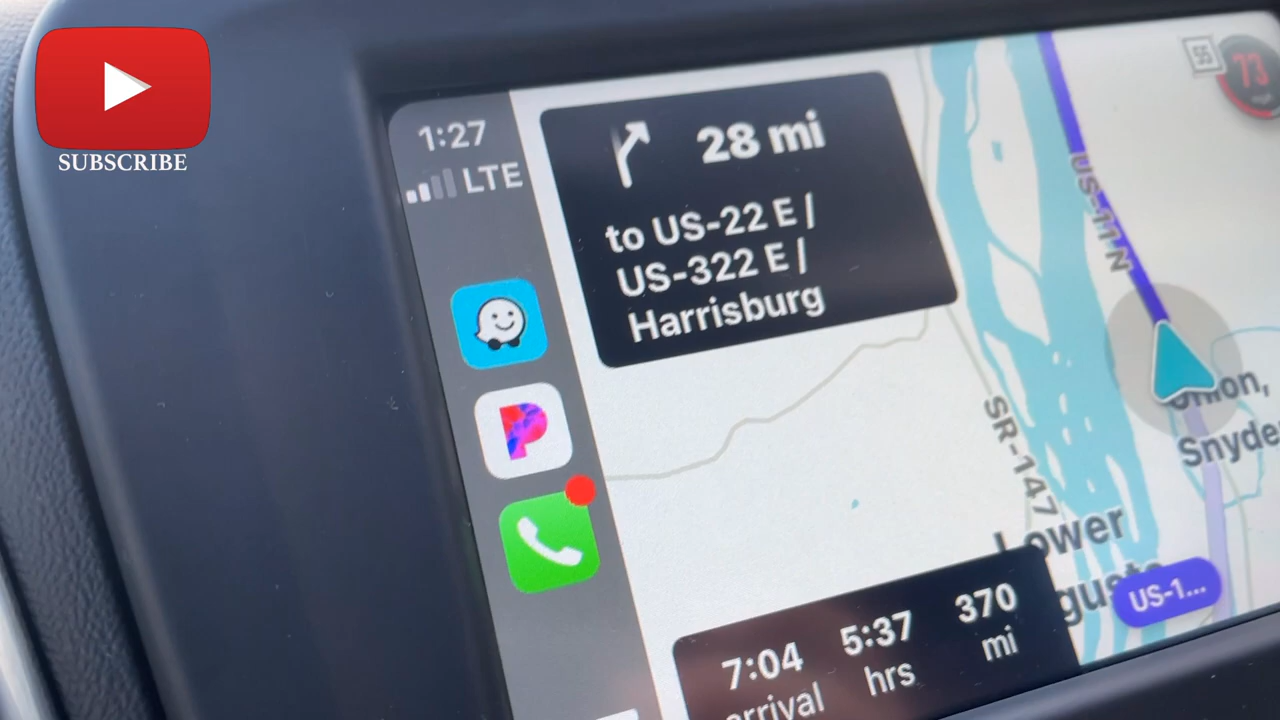 SUBSCRIBE
1:27
LTE
28 mi
to US-22 E /
US-322 E /
Harrisburg
55
73
US-11 N
SR-147
Union,
Snyder
Lower
US-1...
7:04
arrival
5:37
hrs
370
mi